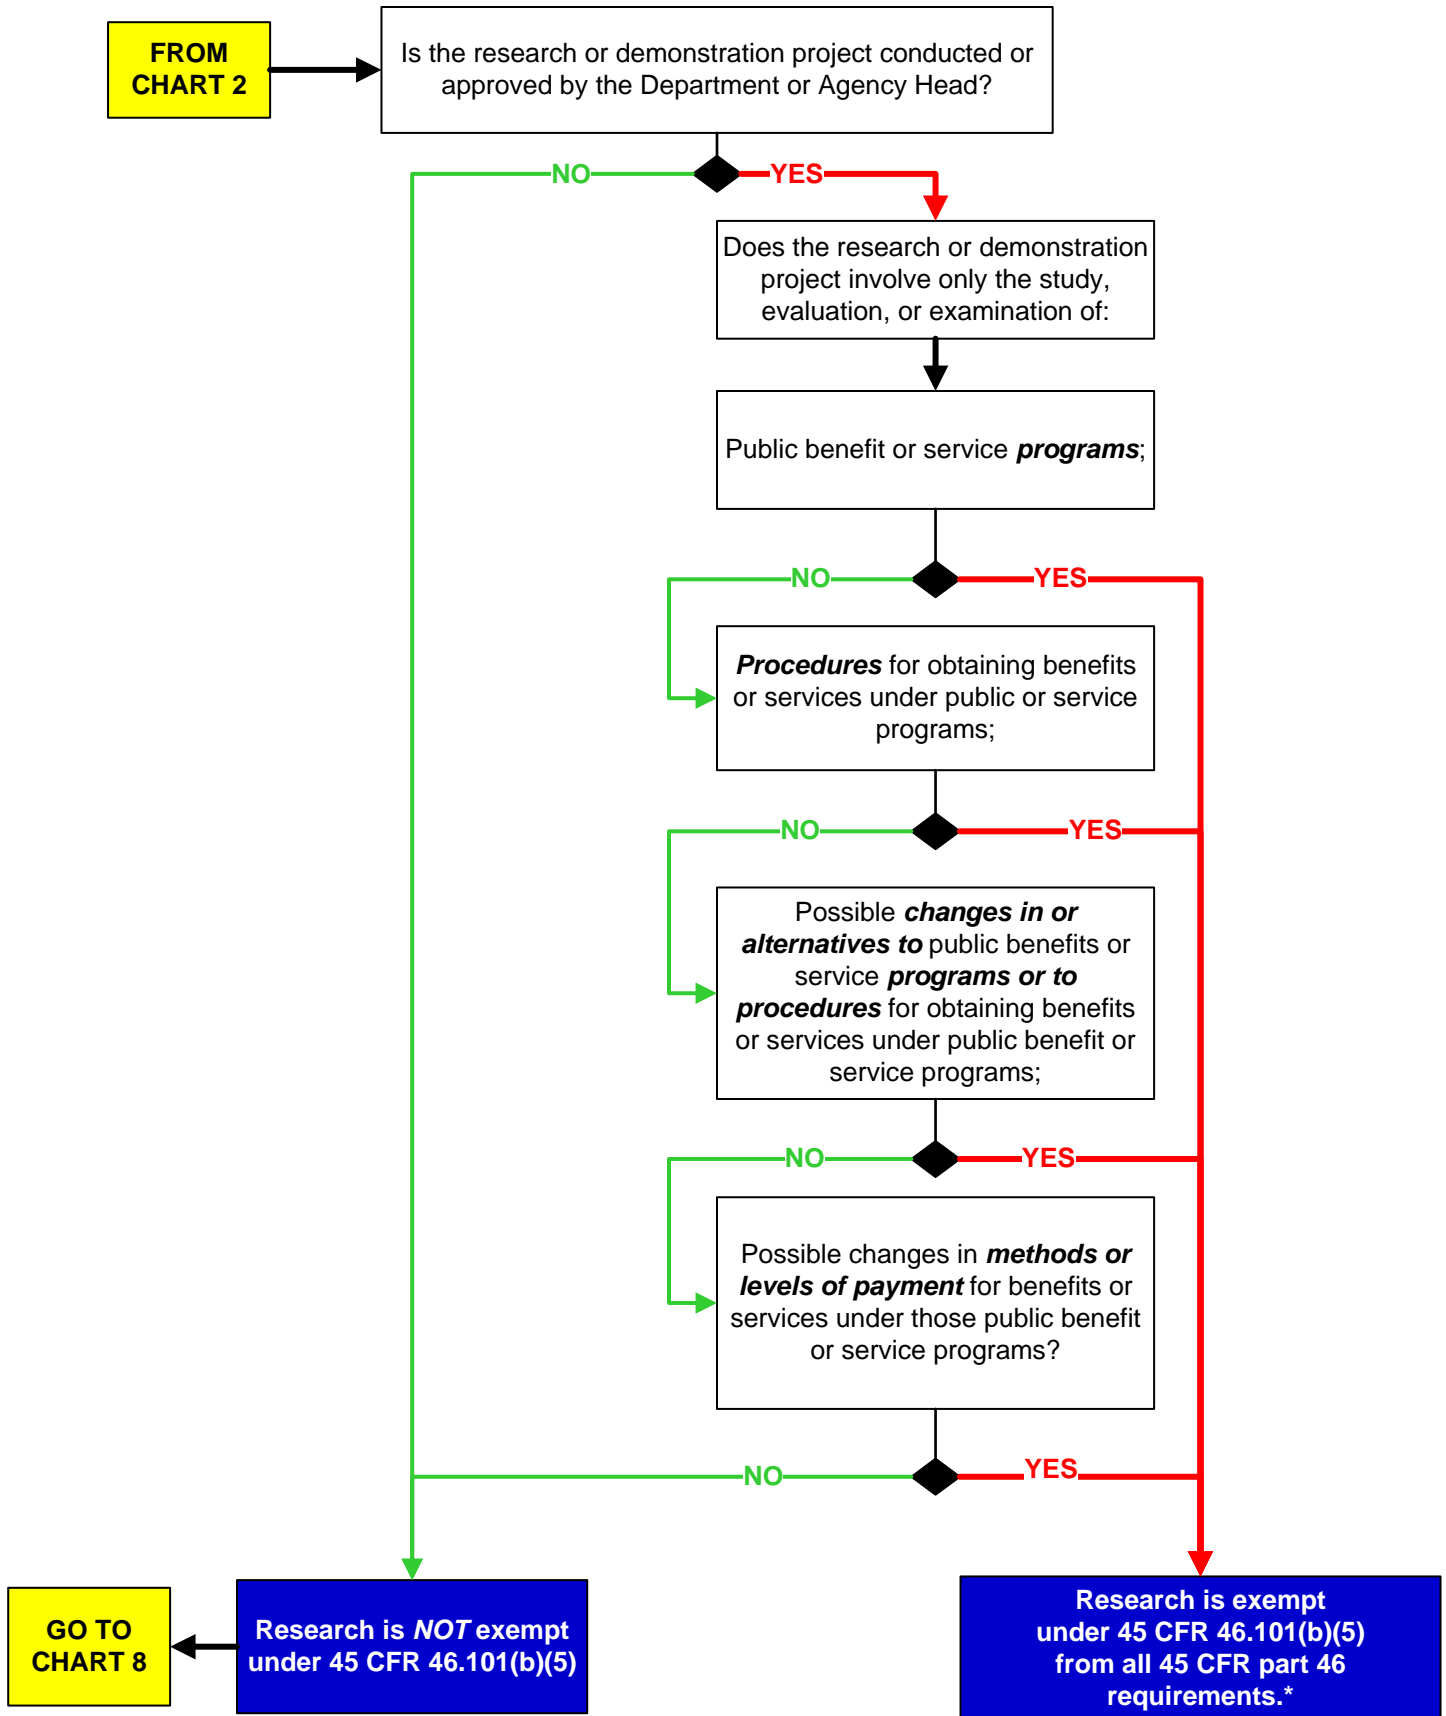 FROM
CHART 2
Is the research or demonstration project conducted or
approved by the Department or Agency Head?
NO
YES
Does the research or demonstration
project involve only the study,
evaluation, or examination of:
Public benefit or service programs;
NO
YES
Procedures for obtaining benefits
or services under public or service
programs;
NO
YES
Possible changes in or
alternatives to public benefits or
service programs or to
procedures for obtaining benefits
or services under public benefit or
service programs;
NO
YES
Possible changes in methods or
levels of payment for benefits or
services under those public benefit
or service programs?
NO
YES
GO TO
CHART 8
Research is NOT exempt
under 45 CFR 46.101(b)(5)
Research is exempt
under 45 CFR 46.101(b)(5)
from all 45 CFR part 46
requirements.*